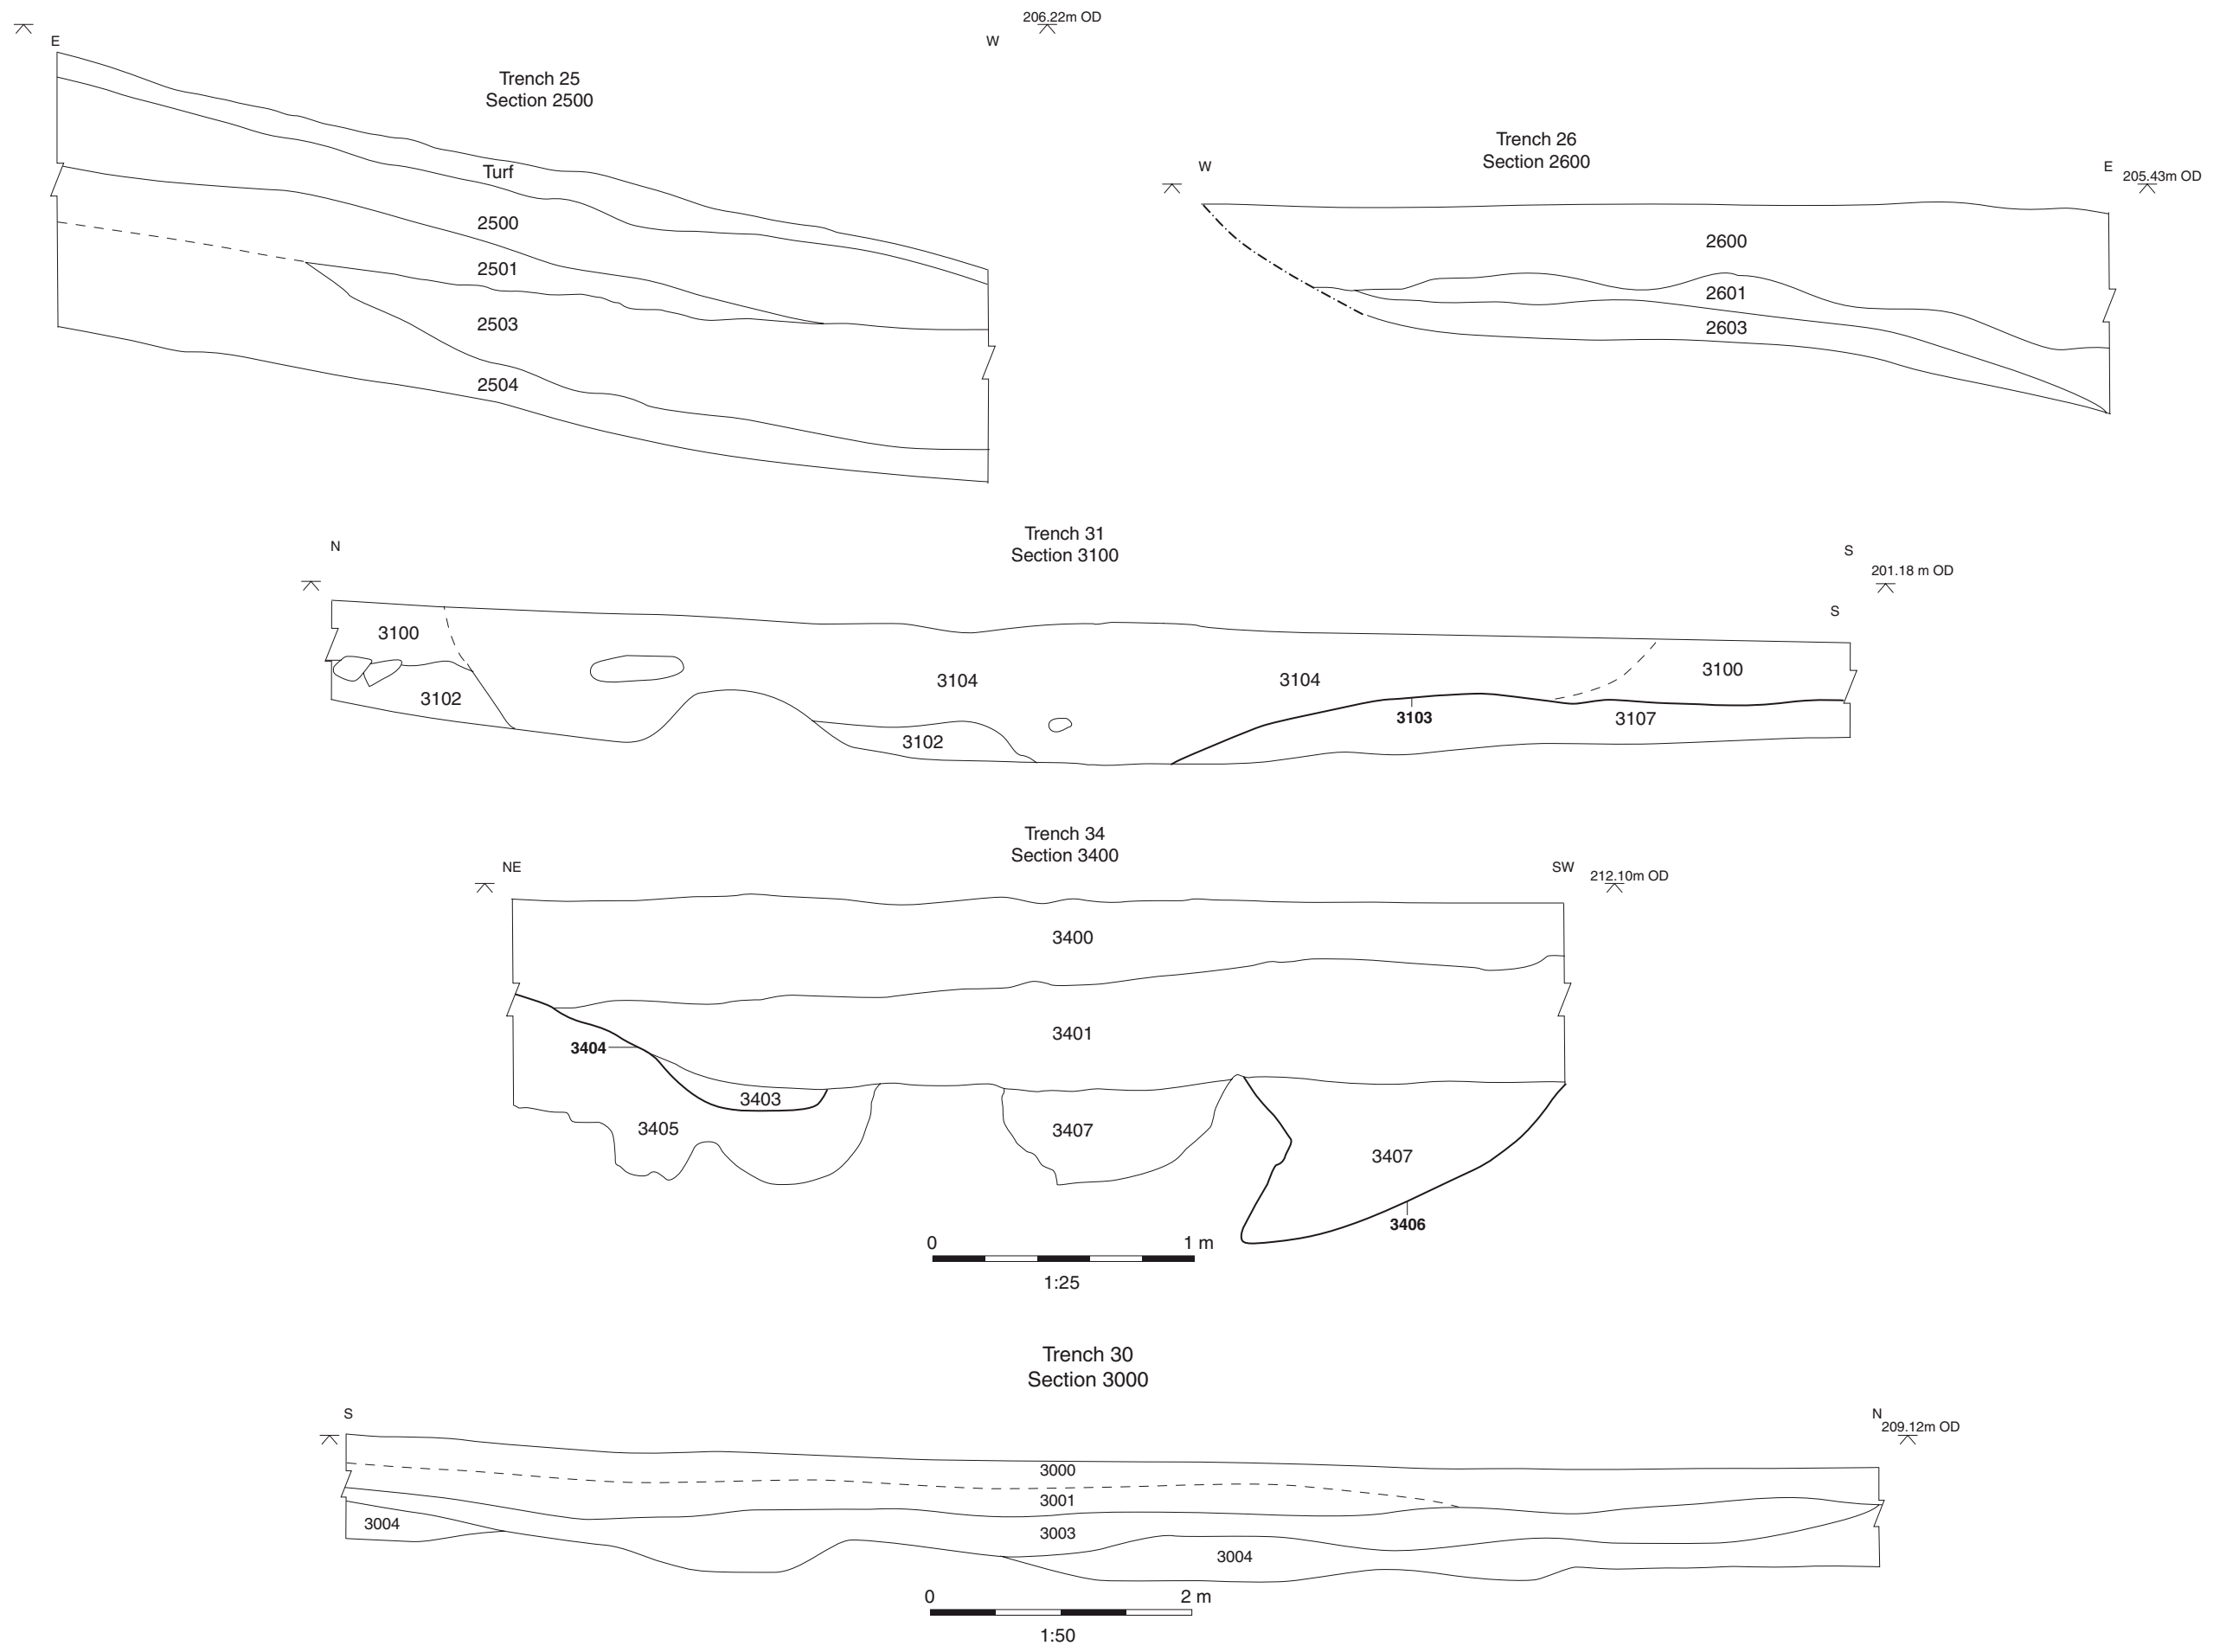 E
W
206.22m OD
Trench 25
Section 2500
Turf
2500
2501
2503
2504
Trench 26
Section 2600
W
E
205.43m OD
2600
2601
2603
Trench 31
Section 3100
N
S
201.18 m OD
S
3100
3102
3104
3104
3102
3103
3100
3107
Trench 34
Section 3400
NE
SW
212.10m OD
3400
3401
3404
3403
3405
3407
3407
3406
0
1 m
1:25
Trench 30
Section 3000
S
N
209.12m OD
3000
3001
3004
3003
3004
0
2 m
1:50